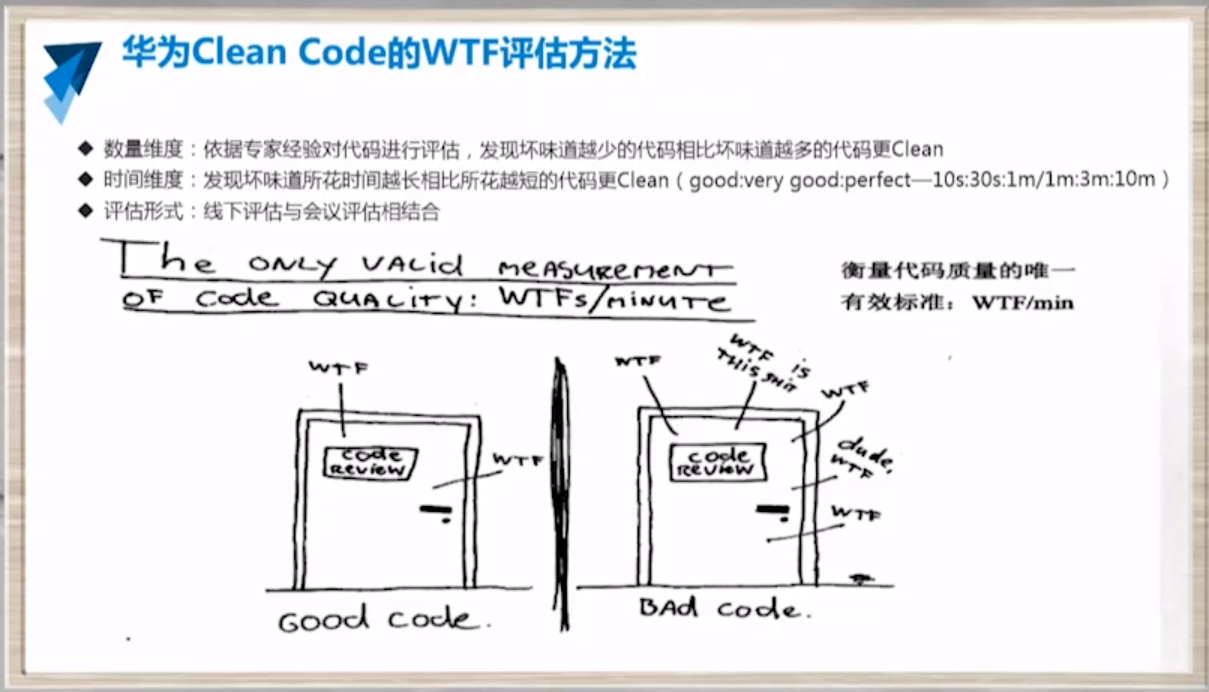 华为Clean Code的WTF评估方法
◆ 数量维度：依据专家经验对代码进行评估，发现坏味道越少的代码相比坏味道越多的代码更Clean
◆ 时间维度：发现坏味道所花时间越长相比所花越短的代码更Clean（good:very good:perfect—10s:30s:1m/1m:3m:10m）
◆ 评估形式：线下评估与会议评估相结合
The ONLY VALid MEASUREMENT
OF Code QUALITY: WTFs/MINUTE
衡量代码质量的唯一
有效标准：WTF/min
WTF
code
REVIEW
WTF
GOOD code.
WTF
WTF IS
THIS SHIT
WTF
code
REVIEW
dude,
WTF
WTF
BAd code.